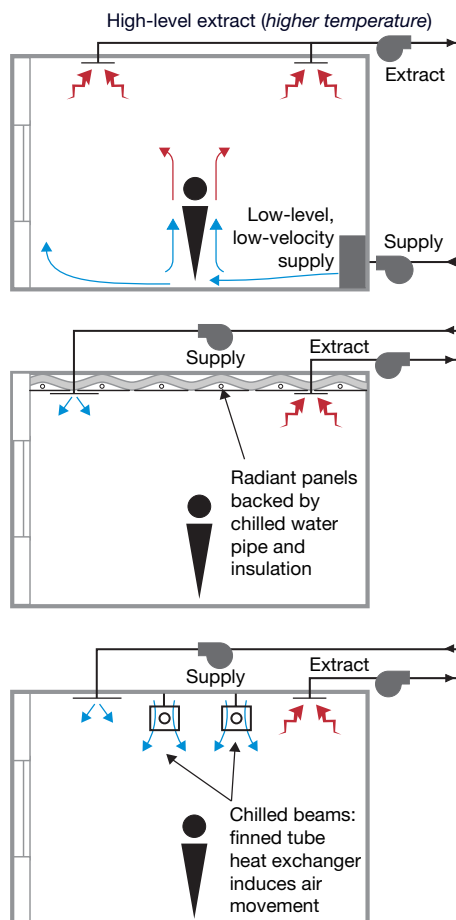 High-level extract (higher temperature)
Extract
Low-level,
low-velocity
supply
Supply
Supply
Extract
Radiant panels
backed by
chilled water
pipe and
insulation
Supply
Extract
Chilled beams:
finned tube
heat exchanger
induces air
movement